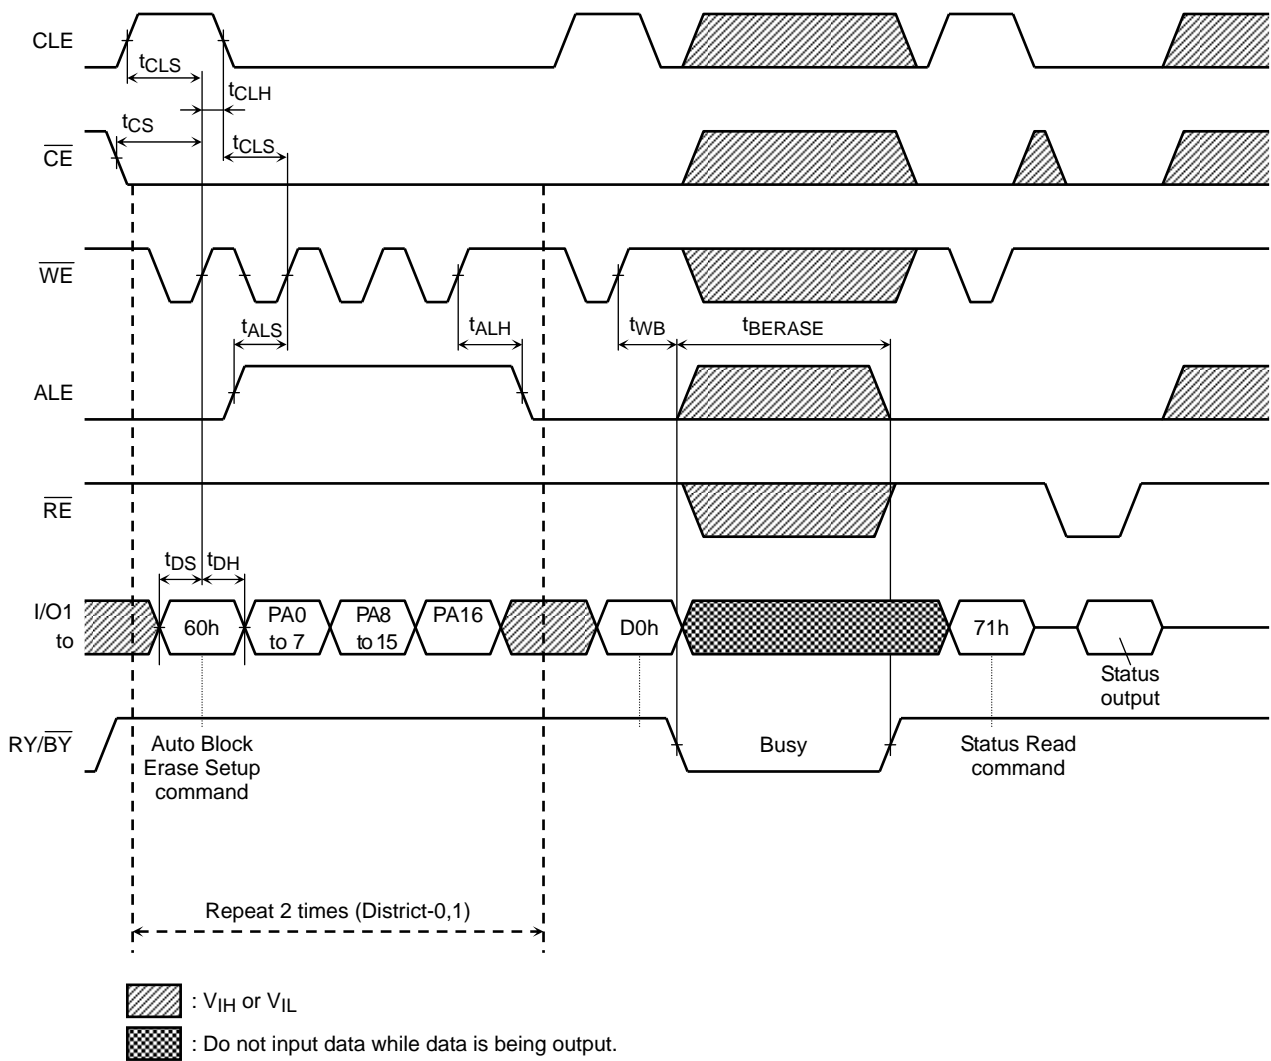 CLE
tCLS
tCLH
tCS
tCLS
CE
WE
tALS
tALH
tWB
tBERASE
ALE
RE
tDS
tDH
I/O1
to
60h
PA0
to 7
PA8
to 15
PA16
D0h
71h
Status
output
RY/BY
Auto Block
Erase Setup
command
Busy
Status Read
command
Repeat 2 times (District-0,1)
: VIH or VIL
: Do not input data while data is being output.